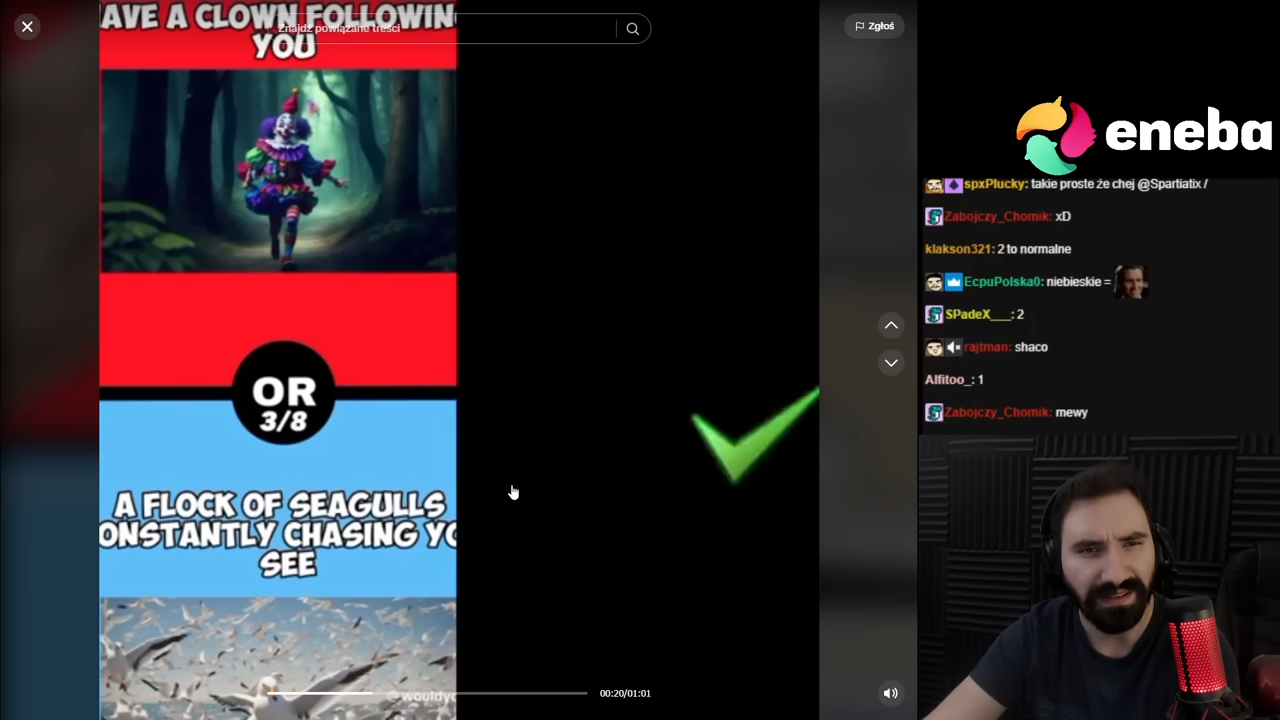 AVE A CLOWN FOLLOWIN
YOU
Znajdź powiązane treści
Zgłoś
OR
3/8
A FLOCK OF SEAGULLS
ONSTANTLY CHASING YO
SEE
@wouldyo
00:20/01:01
eneba
spxPlucky: takie proste że chej @Spartiatix /
Zabojczy_Chomik: xD
klakson321: 2 to normalne
EcpuPolska0: niebieskie =
SPadeX___: 2
rajtman: shaco
Alfitoo_: 1
Zabojczy_Chomik: mewy